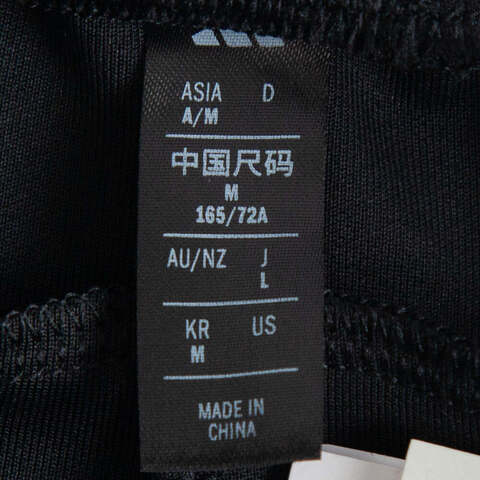 ASIA D
A/M
中国尺码
M
165/72A
AU/NZ J
L
KR US
M
MADE IN
CHINA